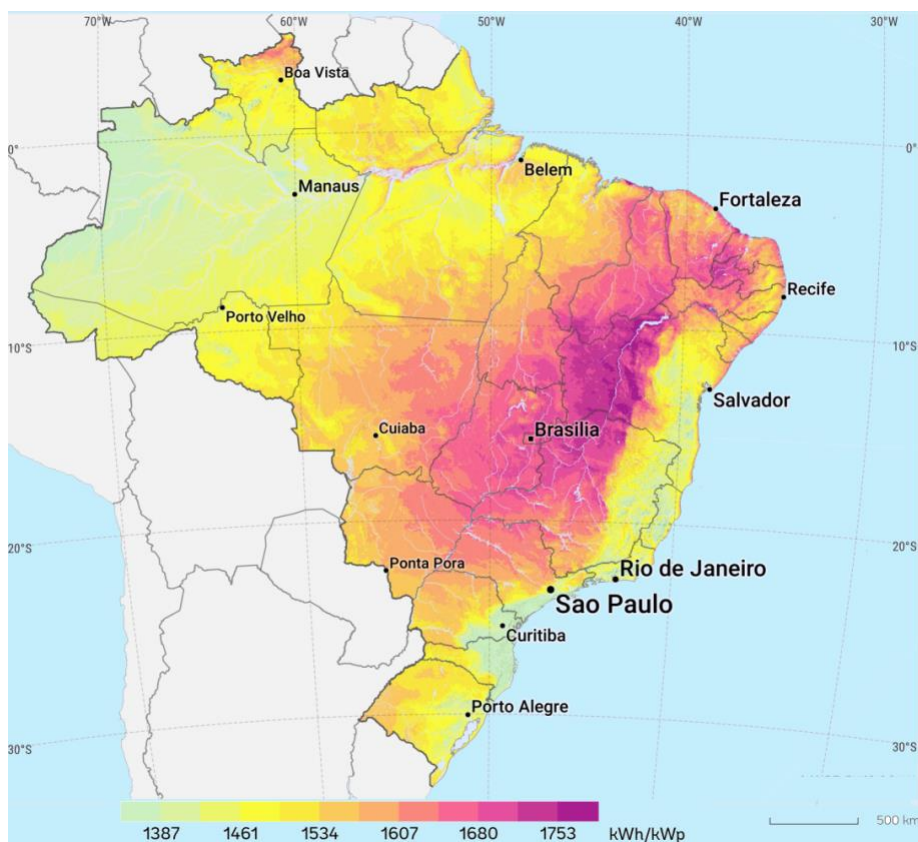 70°W 60°W 50°W 40°W 30°W
Boa Vista
0° 0°
Belem
Manaus
Fortaleza
Recife
Porto Velho
10°S 10°S
Salvador
Cuiaba
Brasilia
20°S 20°S
Ponta Pora
Rio de Janeiro
Sao Paulo
Curitiba
Porto Alegre
30°S 30°S
1387 1461 1534 1607 1680 1753 kWh/kWp
500 km